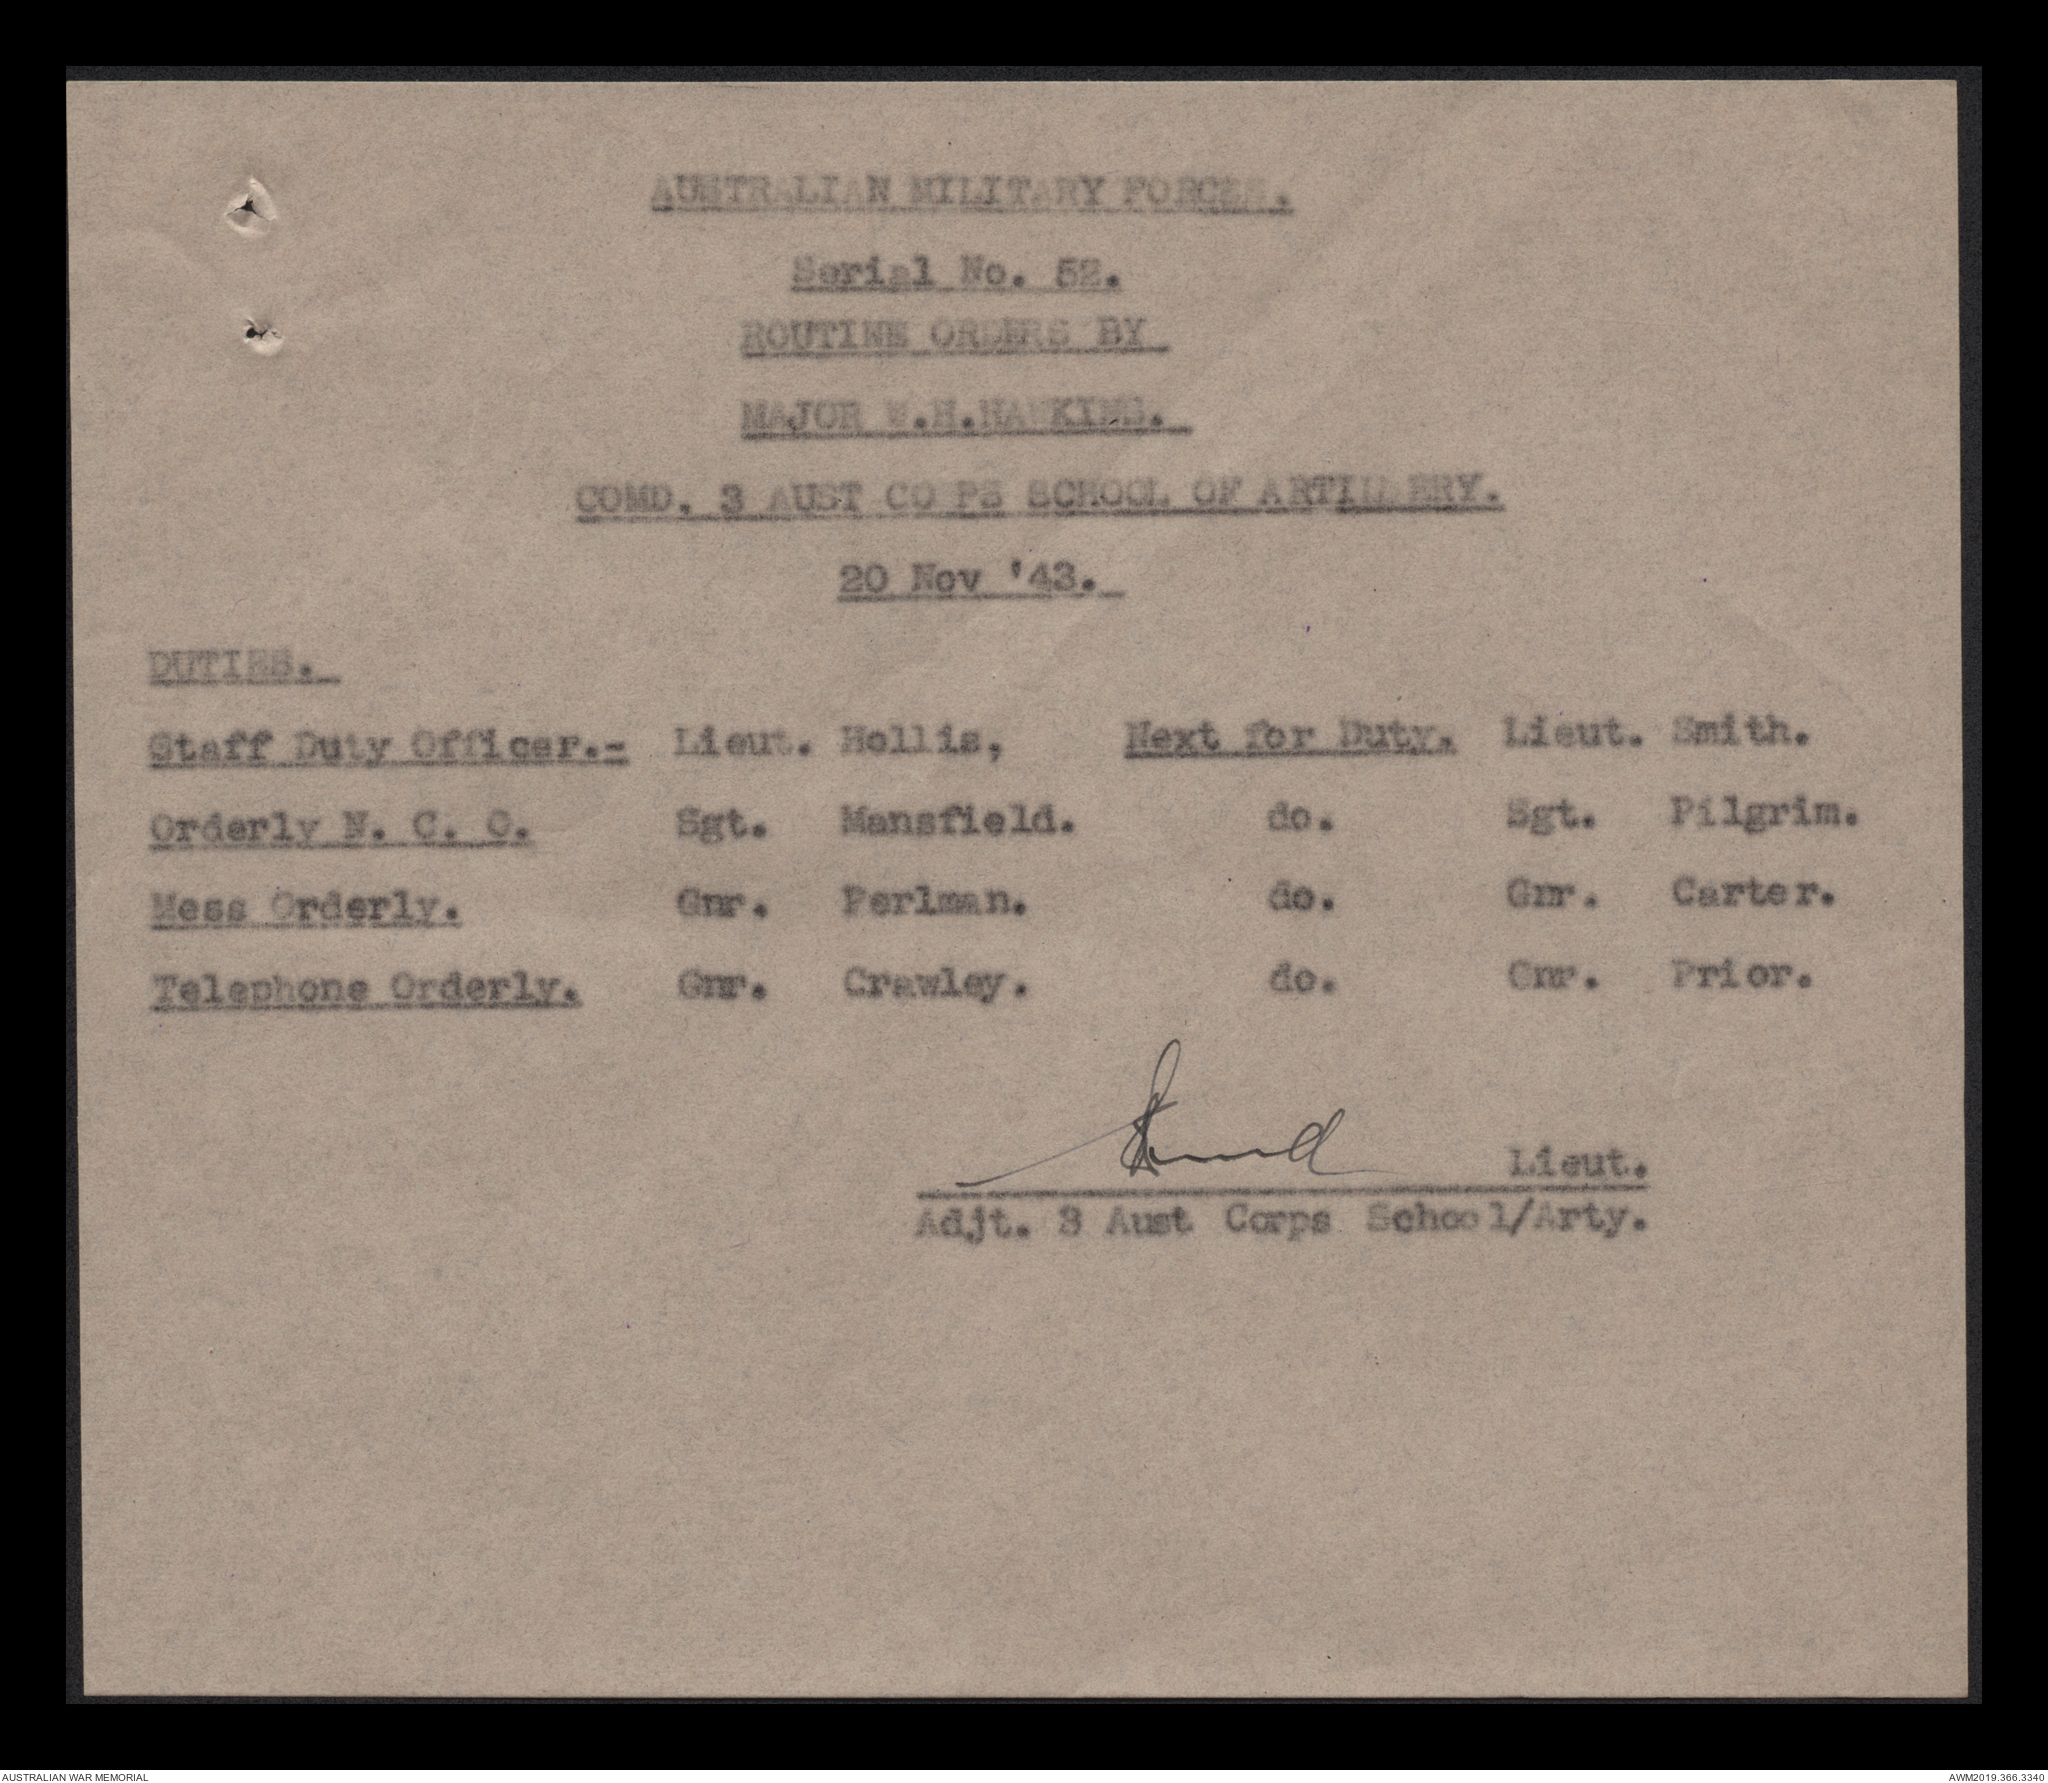 AUSTRALIAN MILITARY FORCES.
Serial No. 52.
ROUTINE ORDERS BY
MAJOR W.H.HAWKINS.
COMD. 3 AUST CORPS SCHOOL OF ARTILLERY.
20 Nov '43.
DUTIES.
Staff Duty Officer.- Lieut. Hollis, Next for Duty. Lieut. Smith.
Orderly N. C. O. Sgt. Mansfield. do. Sgt. Pilgrim.
Mess Orderly. Gnr. Perlman. do. Gnr. Carter.
Telephone Orderly. Gnr. Crawley. do. Gnr. Prior.
Lieut.
Adjt. 3 Aust Corps School/Arty.
AUSTRALIAN WAR MEMORIAL AWM2019.366.3340